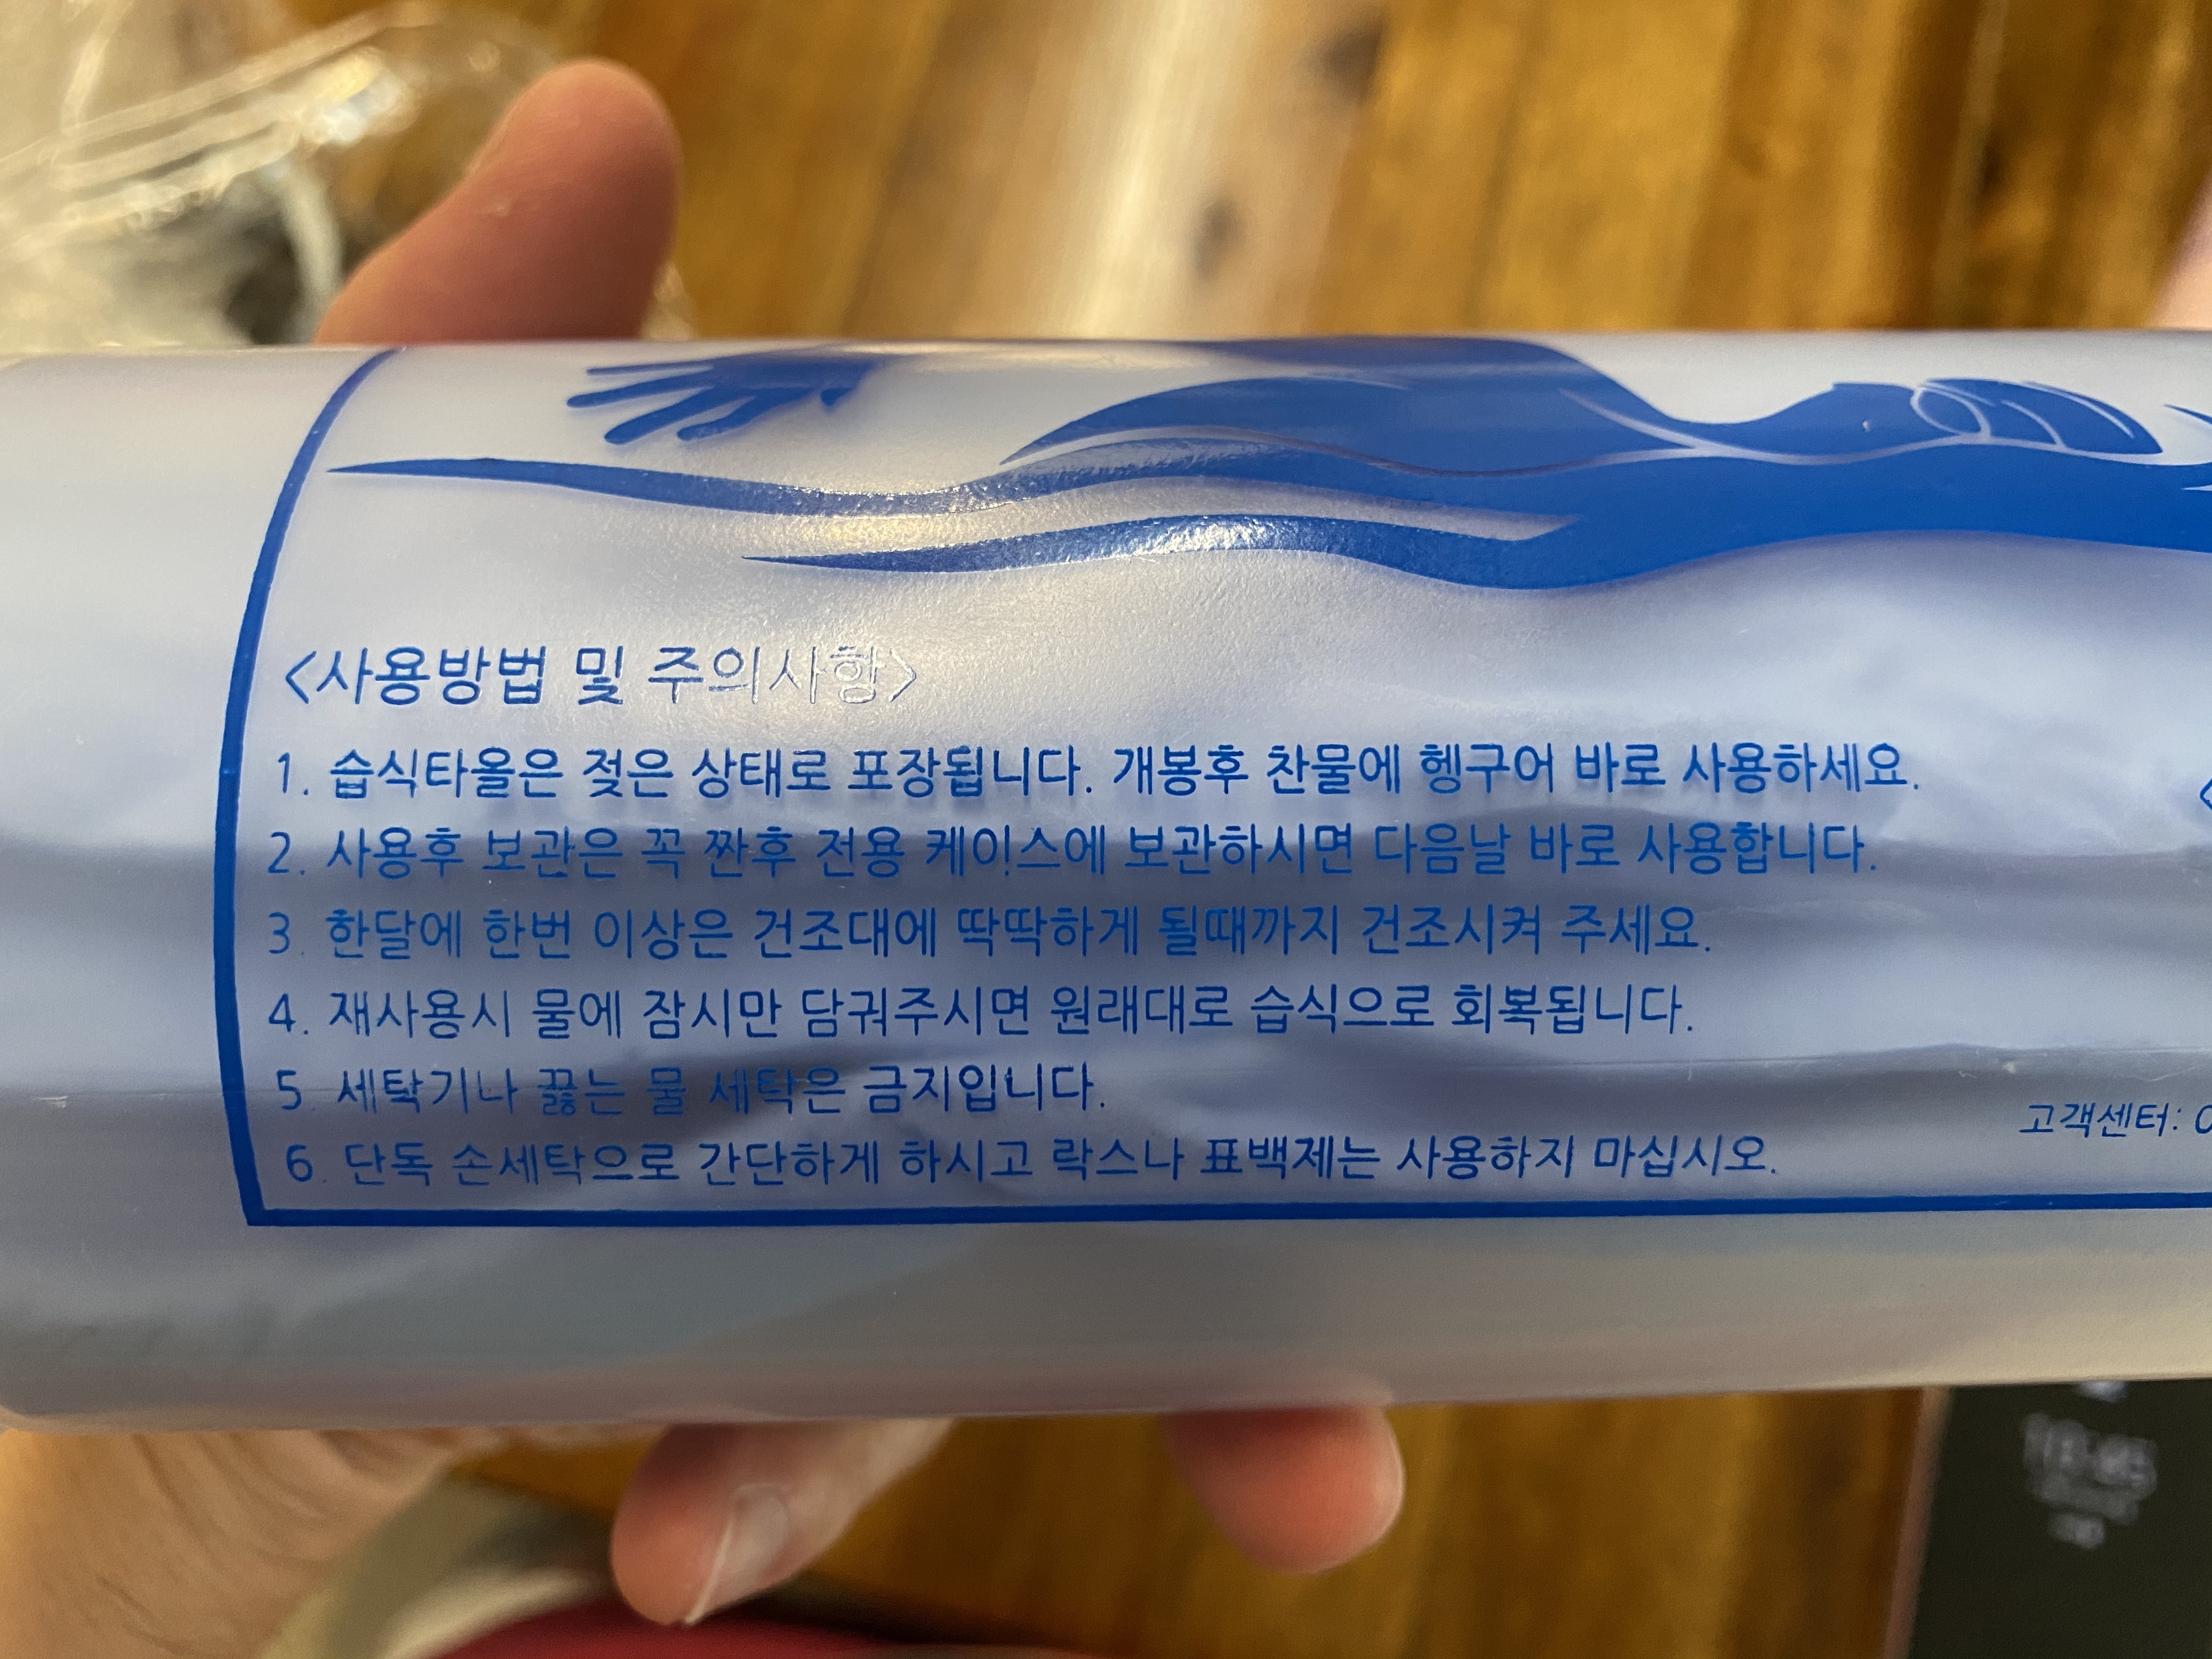 <사용방법 및 주의사항>
1. 습식타올은 젖은 상태로 포장됩니다. 개봉후 찬물에 헹구어 바로 사용하세요.
2. 사용후 보관은 꼭 짠후 전용 케이스에 보관하시면 다음날 바로 사용합니다.
3. 한달에 한번 이상은 건조대에 딱딱하게 될때까지 건조시켜 주세요.
4. 재사용시 물에 잠시만 담궈주시면 원래대로 습식으로 회복됩니다.
5. 세탁기나 끓는 물 세탁은 금지입니다.
6. 단독 손세탁으로 간단하게 하시고 락스나 표백제는 사용하지 마십시오.
고객센터: 0